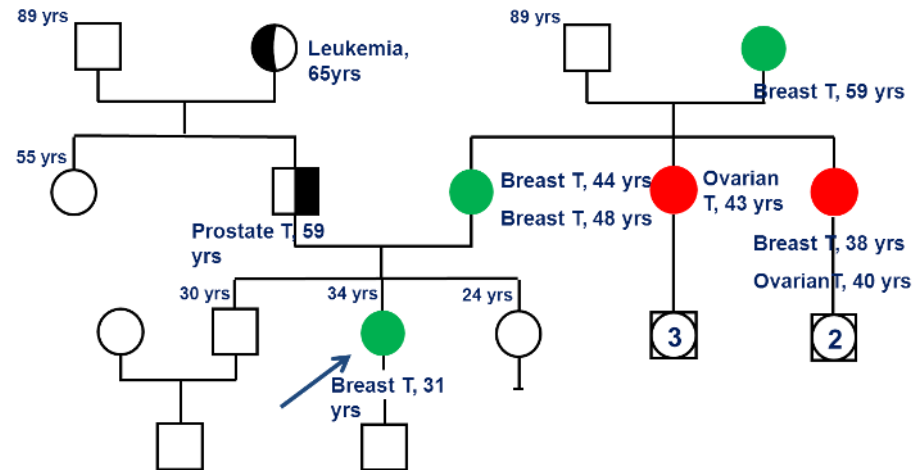 89 yrs
Leukemia,
65yrs
89 yrs
Breast T, 59 yrs
55 yrs
Prostate T, 59
yrs
Breast T, 44 yrs
Breast T, 48 yrs
Ovarian
T, 43 yrs
Breast T, 38 yrs
OvarianT, 40 yrs
30 yrs
34 yrs
24 yrs
Breast T, 31
yrs
3
2